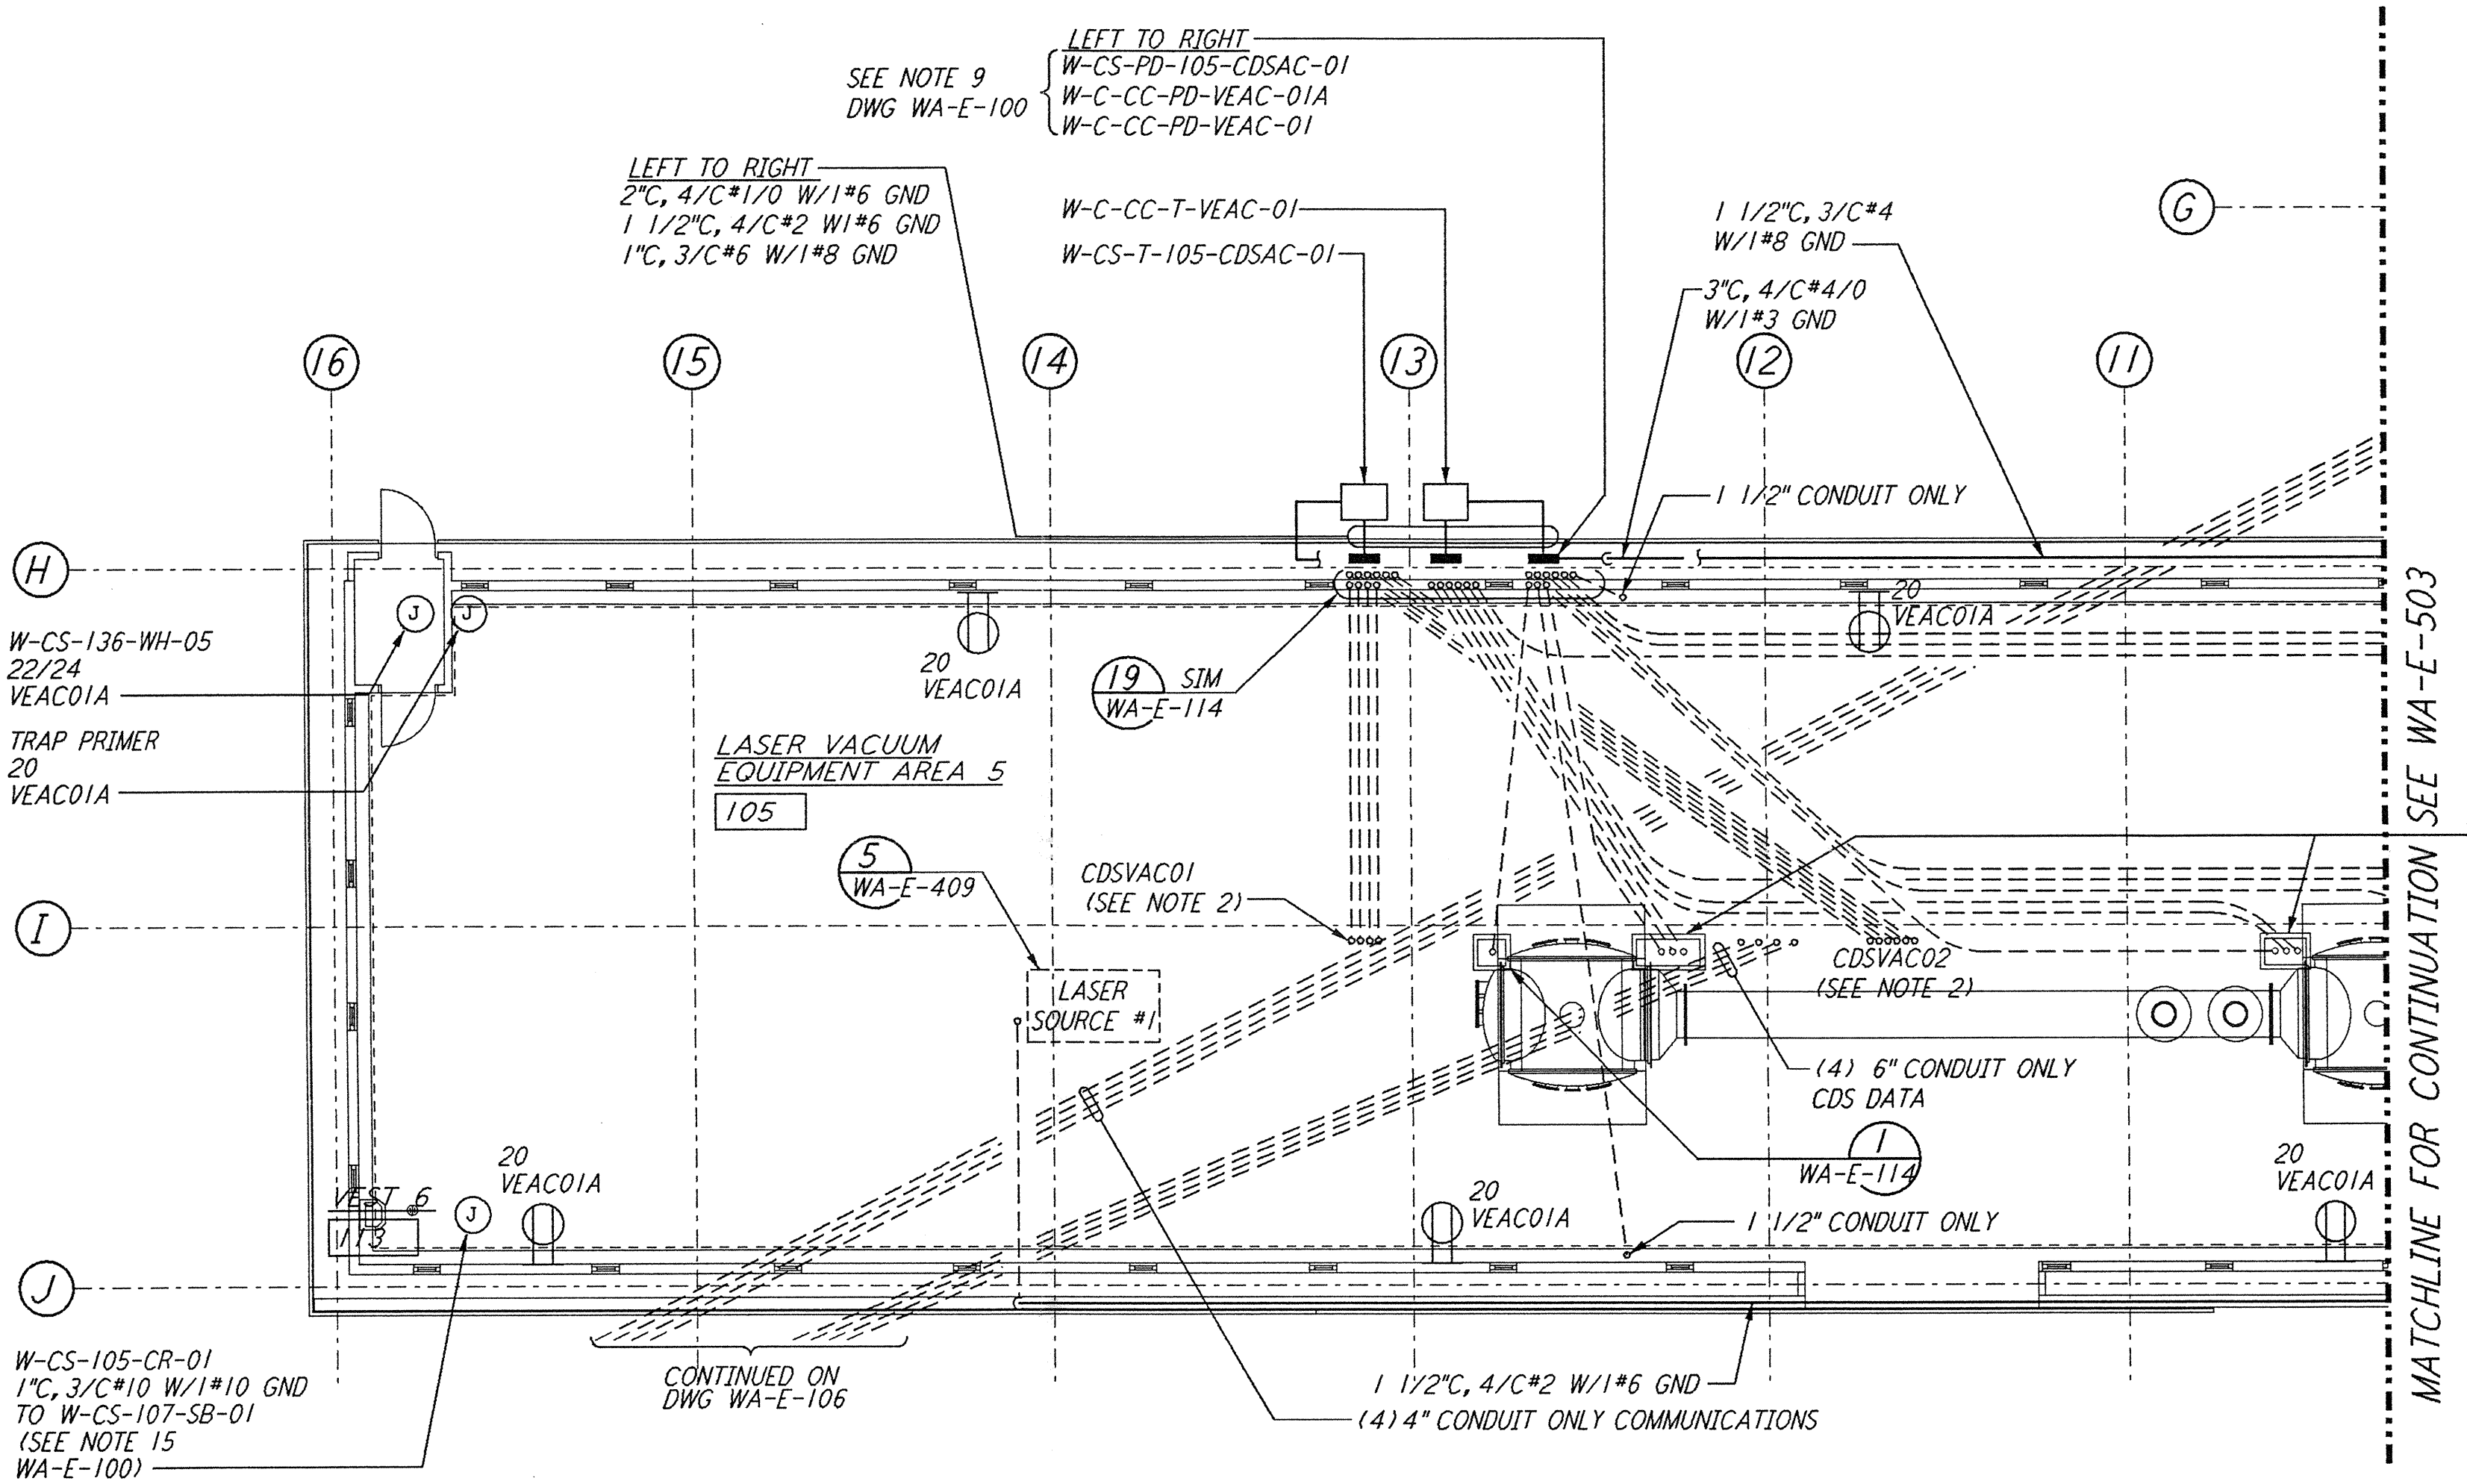 LEFT TO RIGHT
W-CS-PD-105-CDSAC-01
W-C-CC-PD-VEAC-01A
W-C-CC-PD-VEAC-01
SEE NOTE 9
DWG WA-E-100
LEFT TO RIGHT
2"C, 4/C#1/0 W/1#6 GND
1 1/2"C, 4/C#2 W1#6 GND
1"C, 3/C#6 W/1#8 GND
W-C-CC-T-VEAC-01
W-CS-T-105-CDSAC-01
1 1/2"C, 3/C#4
W/1#8 GND
3"C, 4/C#4/0
W/1#3 GND
G
16
15
14
13
12
11
1 1/2" CONDUIT ONLY
H
J
J
W-CS-136-WH-05
22/24
VEAC01A
TRAP PRIMER
20
VEAC01A
20
VEAC01A
19 SIM
WA-E-114
20
VEAC01A
LASER VACUUM
EQUIPMENT AREA 5
105
5
WA-E-409
CDSVAC01
(SEE NOTE 2)
I
LASER
SOURCE #1
CDSVAC02
(SEE NOTE 2)
(4) 6" CONDUIT ONLY
CDS DATA
1
WA-E-114
VEST 6
113
J
20
VEAC01A
20
VEAC01A
1 1/2" CONDUIT ONLY
20
VEAC01A
J
CONTINUED ON
DWG WA-E-106
W-CS-105-CR-01
1"C, 3/C#10 W/1#10 GND
TO W-CS-107-SB-01
(SEE NOTE 15
WA-E-100)
1 1/2"C, 4/C#2 W/1#6 GND
(4) 4" CONDUIT ONLY COMMUNICATIONS
MATCHLINE FOR CONTINUATION SEE WA-E-503